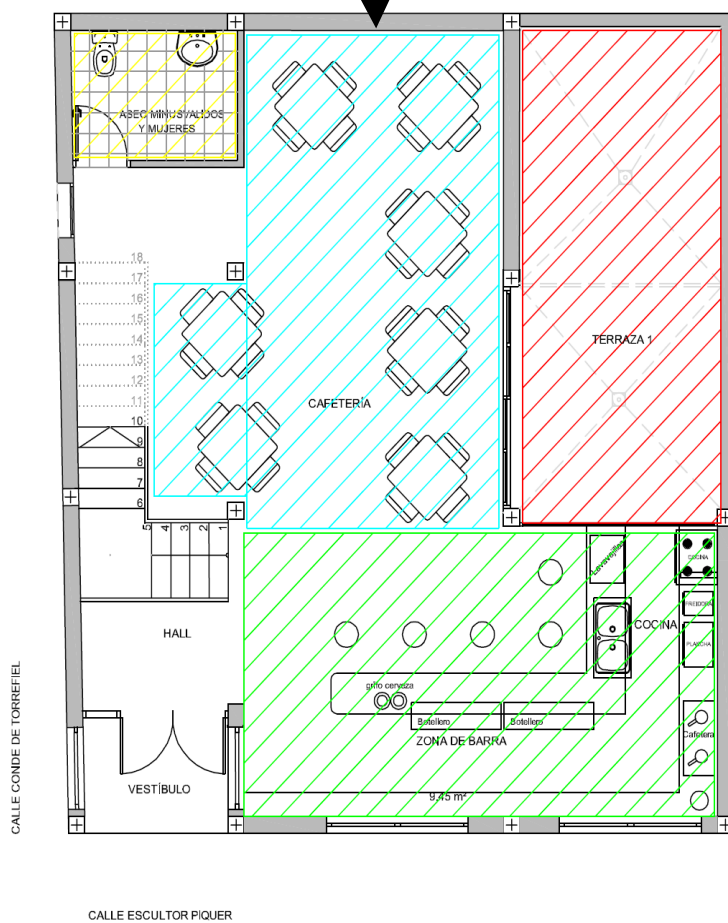 ASEO MINUSVALIDOS
Y MUJERES
18
17
16
15
14
13
12
11
10
9
8
7
6
5
4
3
2
1
TERRAZA 1
CAFETERÍA
Lavavajillas
COCINA
FREIDORA
COCINA
PLANCHA
HALL
grifo cerveza
Botellero
Botellero
Cafetera
ZONA DE BARRA
VESTÍBULO
9,45 m²
CALLE CONDE DE TORREFIEL
CALLE ESCULTOR PIQUER